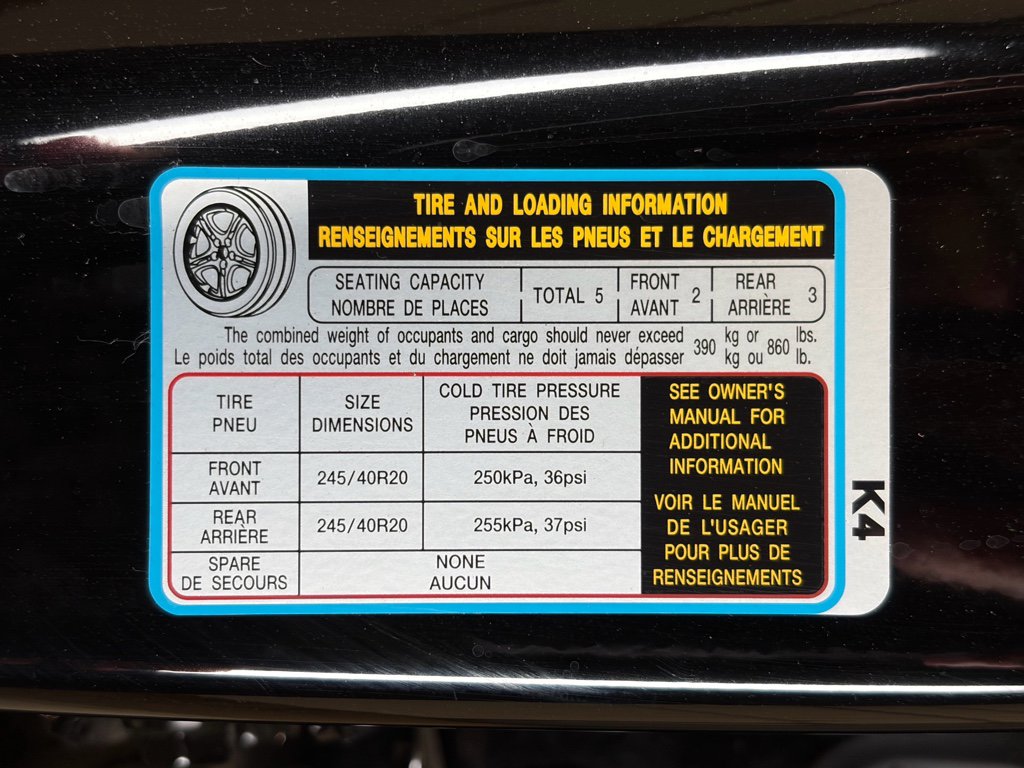 TIRE AND LOADING INFORMATION
RENSEIGNEMENTS SUR LES PNEUS ET LE CHARGEMENT
SEATING CAPACITY
NOMBRE DE PLACES
TOTAL 5
FRONT
AVANT
2
REAR
ARRIÈRE
3
The combined weight of occupants and cargo should never exceed
Le poids total des occupants et du chargement ne doit jamais dépasser
390
kg or
kg ou
860
lbs.
lb.
TIRE
PNEU
SIZE
DIMENSIONS
COLD TIRE PRESSURE
PRESSION DES
PNEUS À FROID
FRONT
AVANT
245/40R20
250kPa, 36psi
REAR
ARRIÈRE
245/40R20
255kPa, 37psi
SPARE
DE SECOURS
NONE
AUCUN
SEE OWNER'S
MANUAL FOR
ADDITIONAL
INFORMATION
VOIR LE MANUEL
DE L'USAGER
POUR PLUS DE
RENSEIGNEMENTS
K4